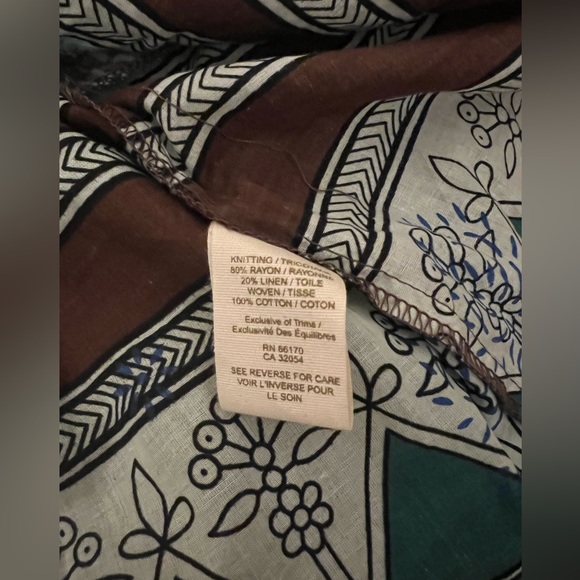 KNITTING / TRICOTAGE
80% RAYON / RAYONNE
20% LINEN / TOILE
WOVEN / TISSE
100% COTTON / COTON
Exclusive of Trims /
Exclusivité Des Équilibres
RN 66170
CA 32054
SEE REVERSE FOR CARE
VOIR L'INVERSE POUR
LE SOIN